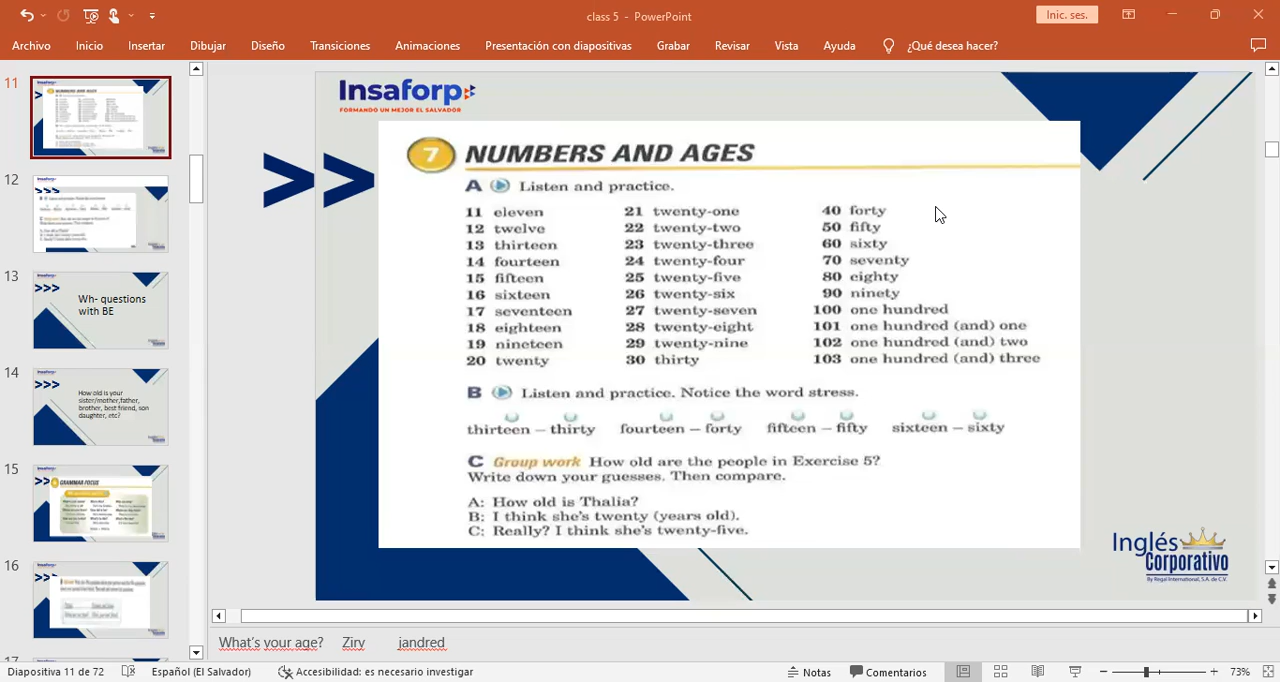 class 5 - PowerPoint
Inic. ses.
Archivo Inicio Insertar Dibujar Diseño Transiciones Animaciones Presentación con diapositivas Grabar Revisar Vista Ayuda ¿Qué desea hacer?
11
12
13
Wh- questions
with BE
14
How old is your
sister/mother,father,
brother, best friend, son
daughter, etc?
15
GRAMMAR FOCUS
16
Insaforp
FORMANDO UN MEJOR EL SALVADOR
7 NUMBERS AND AGES
A Listen and practice.
11 eleven 21 twenty-one 40 forty
12 twelve 22 twenty-two 50 fifty
13 thirteen 23 twenty-three 60 sixty
14 fourteen 24 twenty-four 70 seventy
15 fifteen 25 twenty-five 80 eighty
16 sixteen 26 twenty-six 90 ninety
17 seventeen 27 twenty-seven 100 one hundred
18 eighteen 28 twenty-eight 101 one hundred (and) one
19 nineteen 29 twenty-nine 102 one hundred (and) two
20 twenty 30 thirty 103 one hundred (and) three
B Listen and practice. Notice the word stress.
thirteen – thirty fourteen – forty fifteen – fifty sixteen – sixty
C Group work How old are the people in Exercise 5?
Write down your guesses. Then compare.
A: How old is Thalia?
B: I think she's twenty (years old).
C: Really? I think she's twenty-five.
Inglés
Corporativo
By Regal International, S.A. de C.V.
What's your age? Ziry jandred
Diapositiva 11 de 72 Español (El Salvador) Accesibilidad: es necesario investigar Notas Comentarios 73%